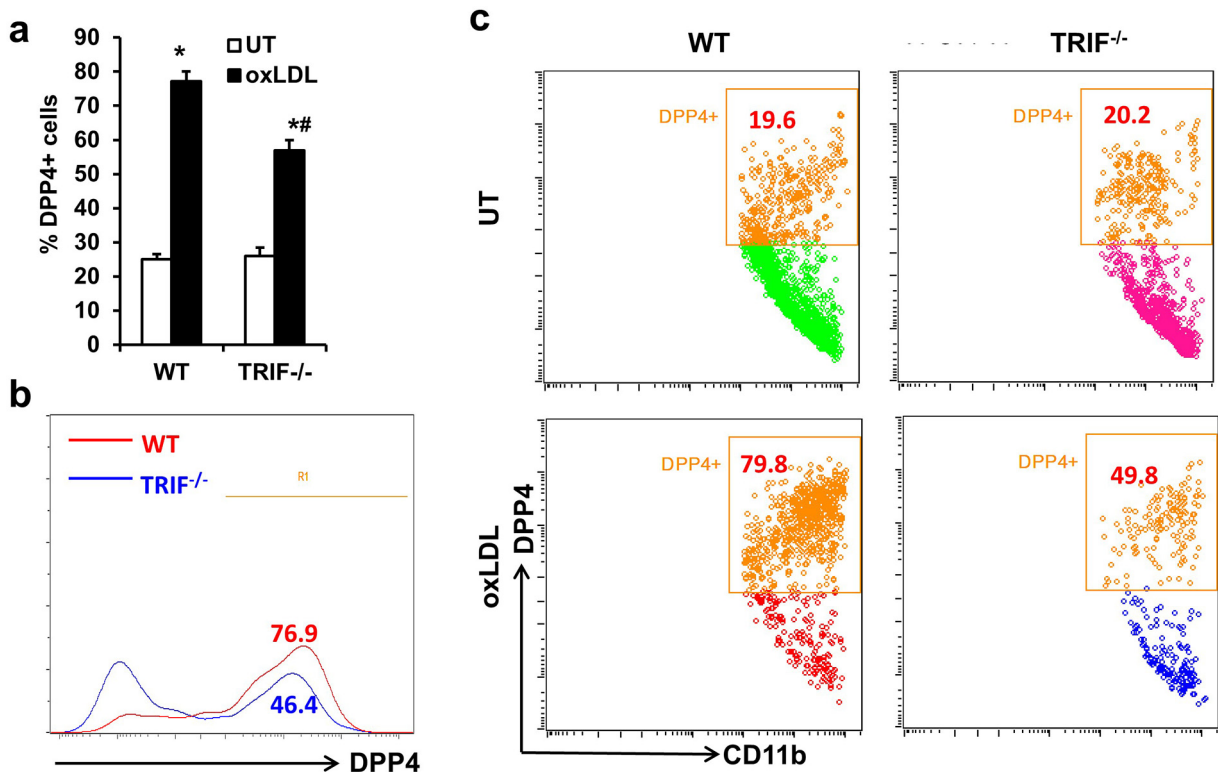 a
90
80
70
60
50
40
30
20
10
0
% DPP4+ cells
UT
oxLDL
*
*#
WT
TRIF-/-
b
WT
TRIF-/-
R1
76.9
46.4
DPP4
c
WT
TRIF-/-
UT
DPP4+
19.6
DPP4+
20.2
oxLDL
DPP4
DPP4+
79.8
DPP4+
49.8
CD11b